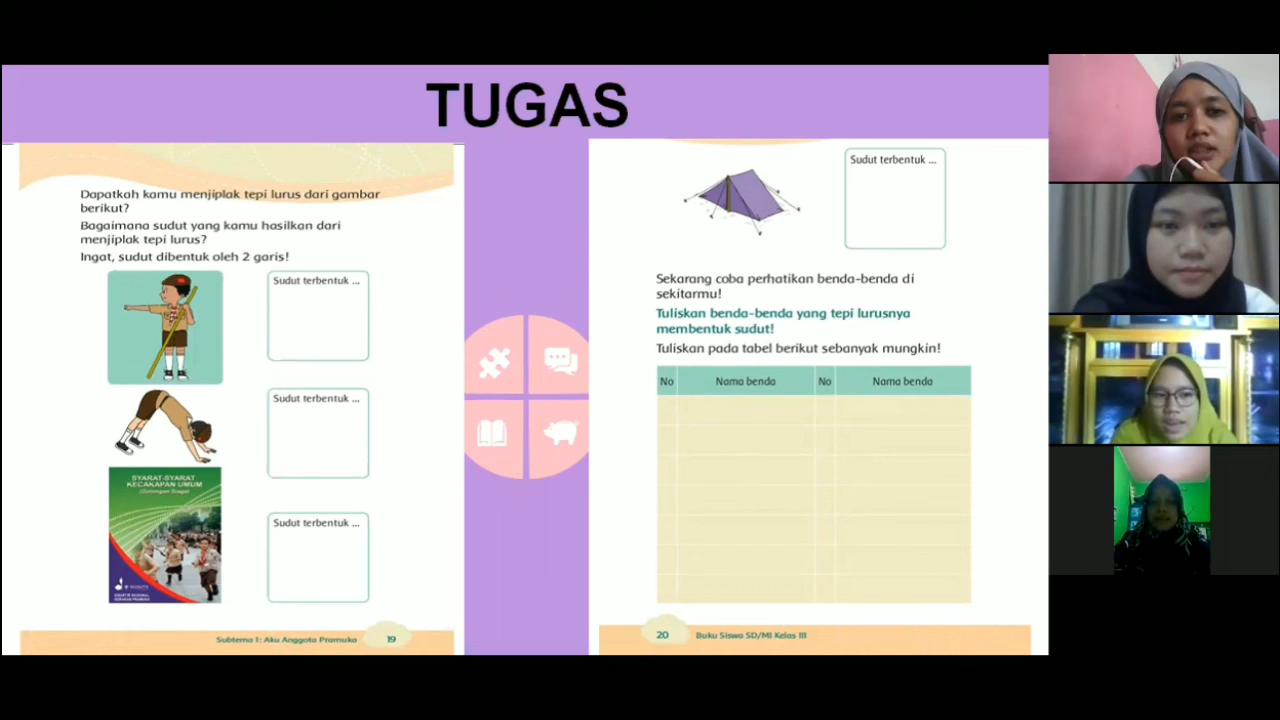 TUGAS
Dapatkah kamu menjiplak tepi lurus dari gambar
berikut?
Bagaimana sudut yang kamu hasilkan dari
menjiplak tepi lurus?
Ingat, sudut dibentuk oleh 2 garis!
Sudut terbentuk ...
Sudut terbentuk ...
SYARAT-SYARAT
KECAKAPAN UMUM
(Golongan Siaga)
Sudut terbentuk ...
Subtema 1: Aku Anggota Pramuka 19
Sudut terbentuk ...
Sekarang coba perhatikan benda-benda di
sekitarmu!
Tuliskan benda-benda yang tepi lurusnya
membentuk sudut!
Tuliskan pada tabel berikut sebanyak mungkin!
No Nama benda No Nama benda
20 Buku Siswa SD/MI Kelas III